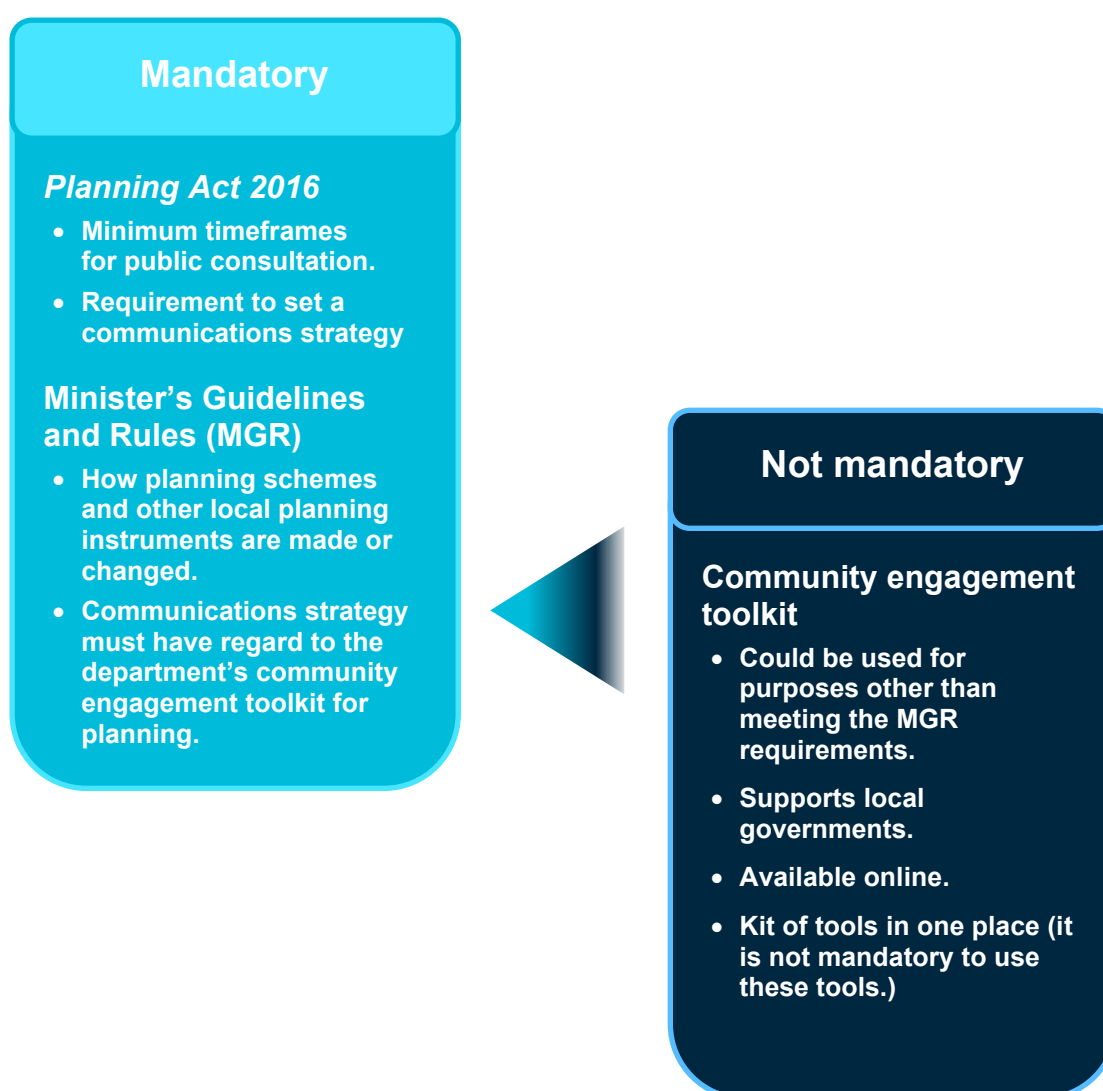 Mandatory
Planning Act 2016
• Minimum timeframes
for public consultation.
• Requirement to set a
communications strategy
Minister’s Guidelines
and Rules (MGR)
• How planning schemes
and other local planning
instruments are made or
changed.
• Communications strategy
must have regard to the
department’s community
engagement toolkit for
planning.
Not mandatory
Community engagement
toolkit
• Could be used for
purposes other than
meeting the MGR
requirements.
• Supports local
governments.
• Available online.
• Kit of tools in one place (it
is not mandatory to use
these tools.)